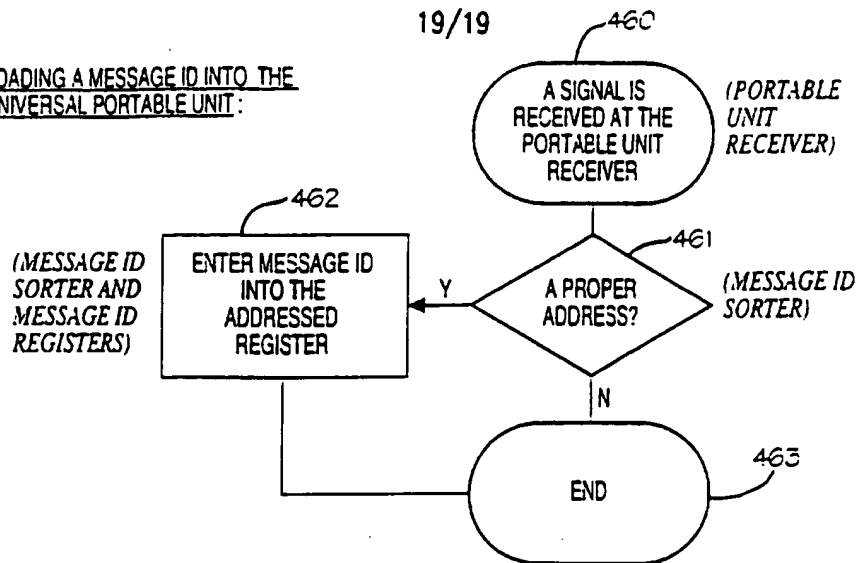 19/19
OADING A MESSAGE ID INTO THE
NIVERSAL PORTABLE UNIT:
460
A SIGNAL IS
RECEIVED AT THE
PORTABLE UNIT
RECEIVER
(PORTABLE
UNIT
RECEIVER)
462
461
(MESSAGE ID
SORTER AND
MESSAGE ID
REGISTERS)
ENTER MESSAGE ID
INTO THE
ADDRESSED
REGISTER
Y
A PROPER
ADDRESS?
(MESSAGE ID
SORTER)
N
END
463